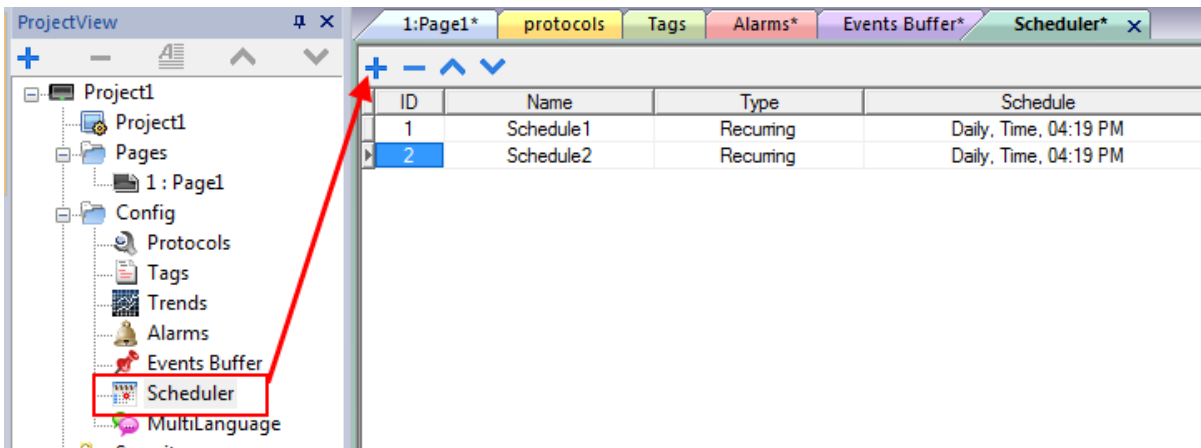 ProjectView
Project1
Project1
Pages
1 : Page1
Config
Protocols
Tags
Trends
Alarms
Events Buffer
Scheduler
MultiLanguage
1:Page1* protocols Tags Alarms* Events Buffer* Scheduler* x
ID Name Type Schedule
1 Schedule1 Recurring Daily, Time, 04:19 PM
2 Schedule2 Recurring Daily, Time, 04:19 PM